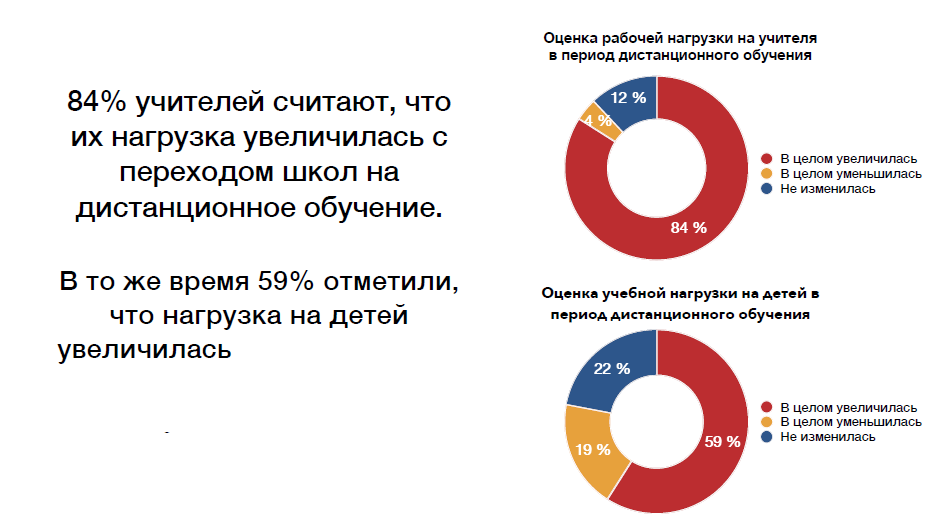 84% учителей считают, что
их нагрузка увеличилась с
переходом школ на
дистанционное обучение.
В то же время 59% отметили,
что нагрузка на детей
увеличилась
-
Оценка рабочей нагрузки на учителя
в период дистанционого обучения
12 %
4 %
84 %
В целом увеличилась
В целом уменьшилась
Не изменилась
Оценка учебной нагрузки на детей в
период дистанционного обучения
22 %
19 %
59 %
В целом увеличилась
В целом уменьшилась
Не изменилась